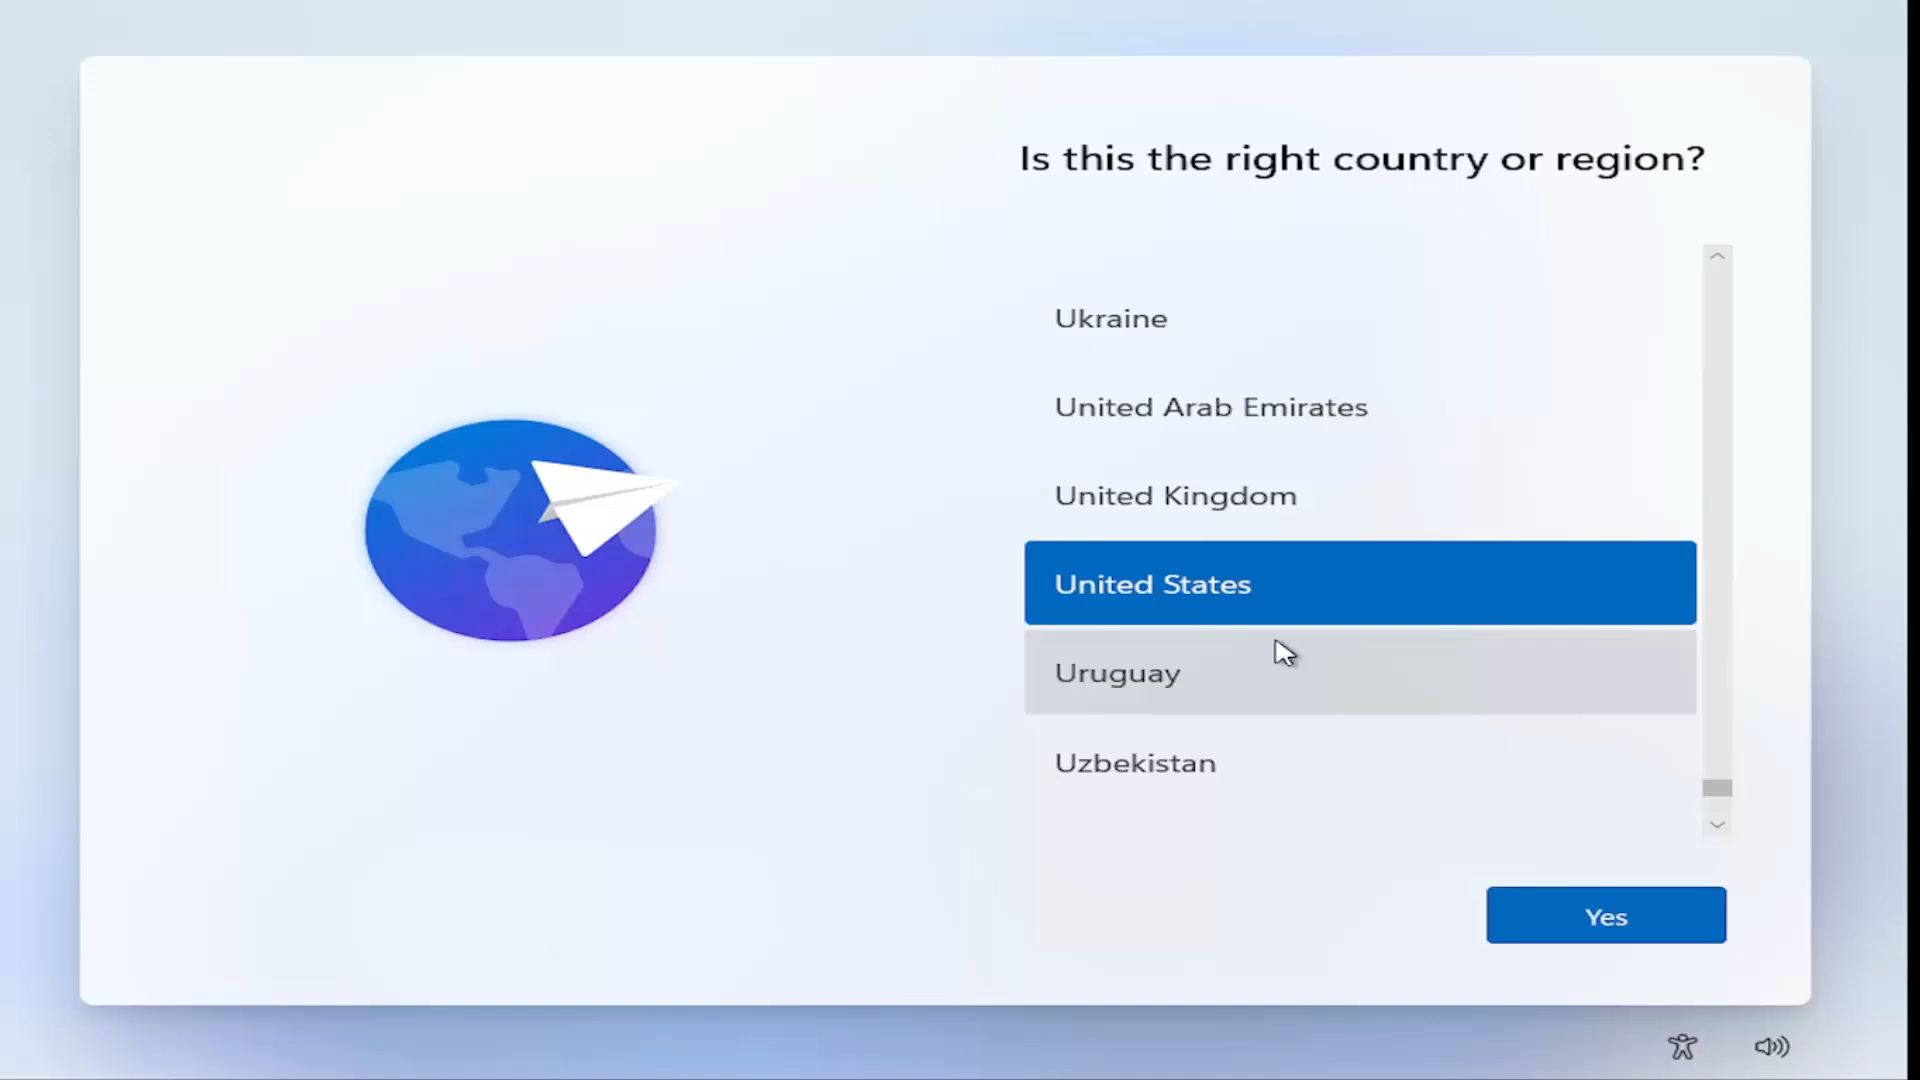 Is this the right country or region?
Ukraine
United Arab Emirates
United Kingdom
United States
Uruguay
Uzbekistan
Yes